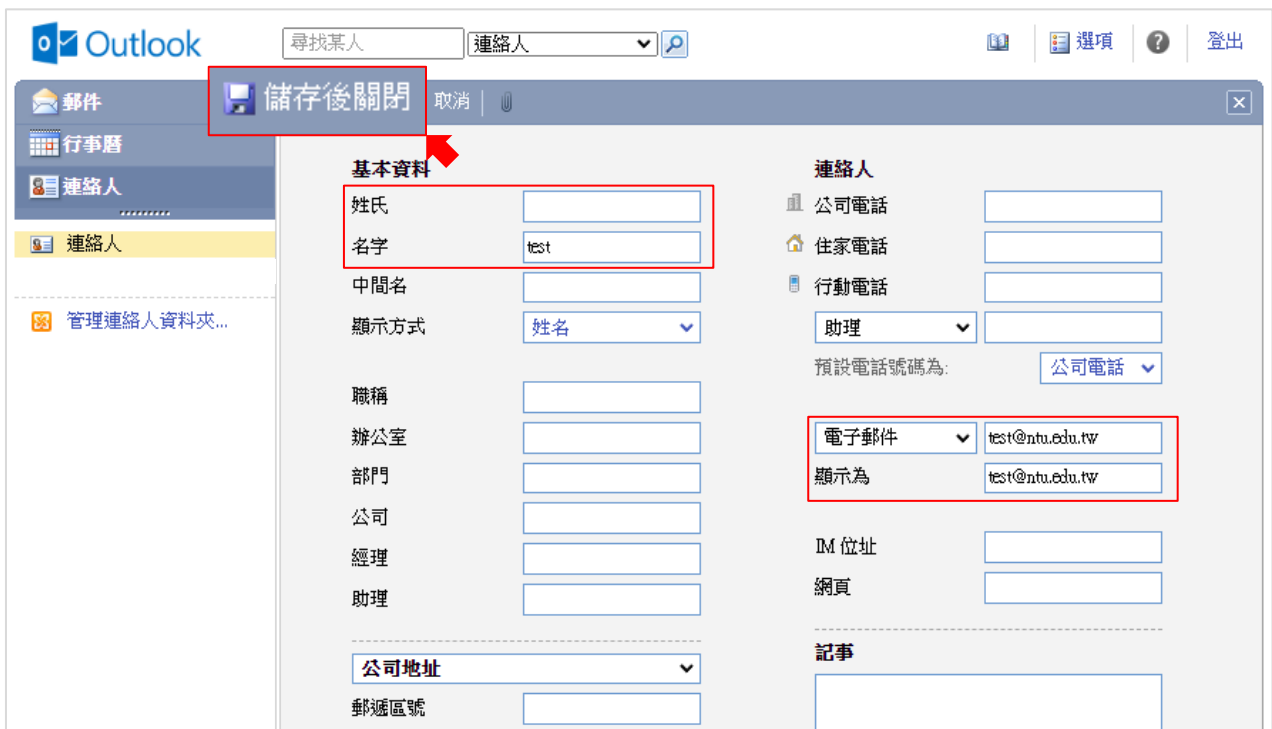 Outlook
尋找某人
連絡人
選項
登出
郵件
儲存後關閉
取消
行事曆
連絡人
連絡人
管理連絡人資料夾...
基本資料
姓氏
名字 test
中間名
顯示方式 姓名
職稱
辦公室
部門
公司
經理
助理
公司地址
郵遞區號
連絡人
公司電話
住家電話
行動電話
助理
預設電話號碼為: 公司電話
電子郵件 test@ntu.edu.tw
顯示為 test@ntu.edu.tw
IM 位址
網頁
記事